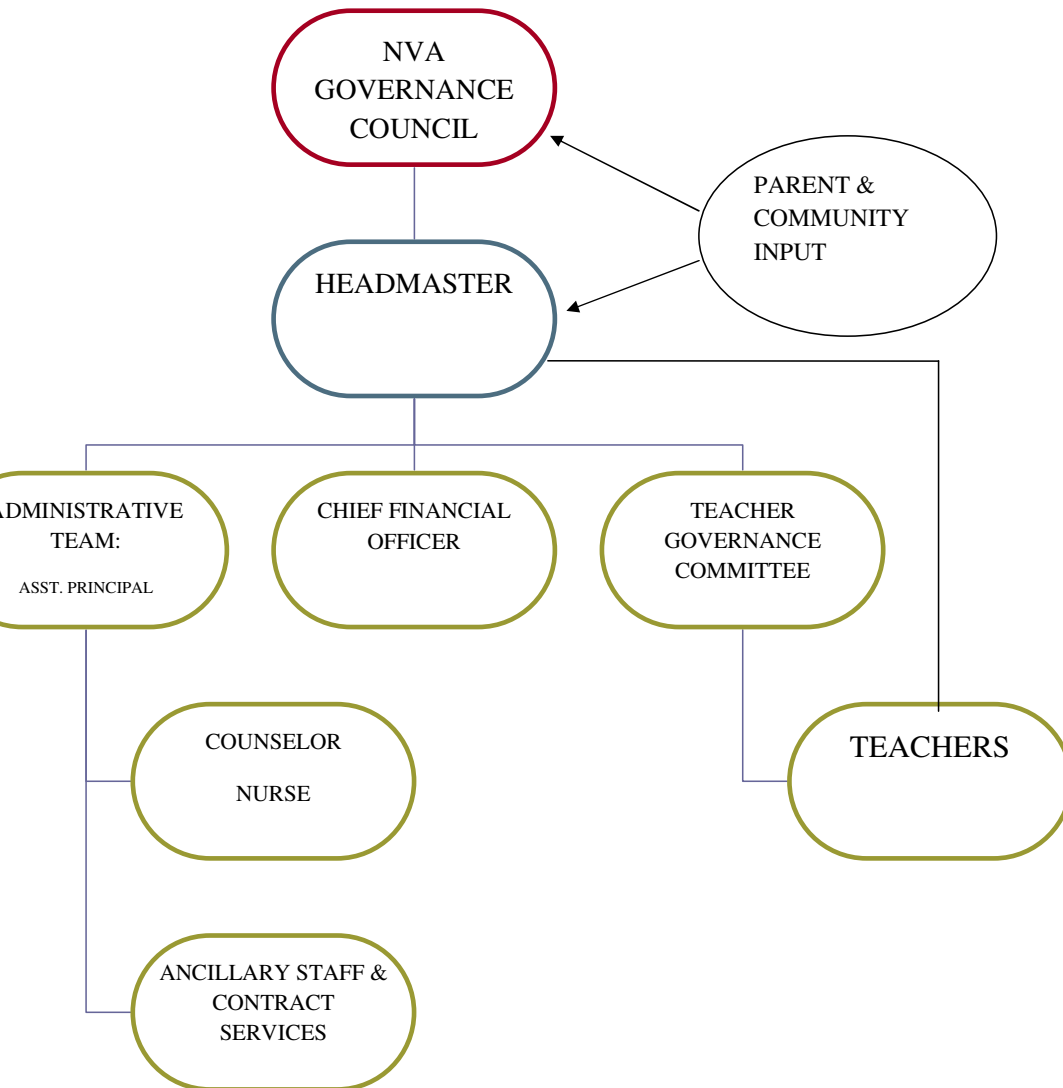 NVA
GOVERNANCE
COUNCIL
PARENT &
COMMUNITY
INPUT
HEADMASTER
ADMINISTRATIVE
TEAM:
ASST. PRINCIPAL
CHIEF FINANCIAL
OFFICER
TEACHER
GOVERNANCE
COMMITTEE
COUNSELOR
NURSE
TEACHERS
ANCILLARY STAFF &
CONTRACT
SERVICES